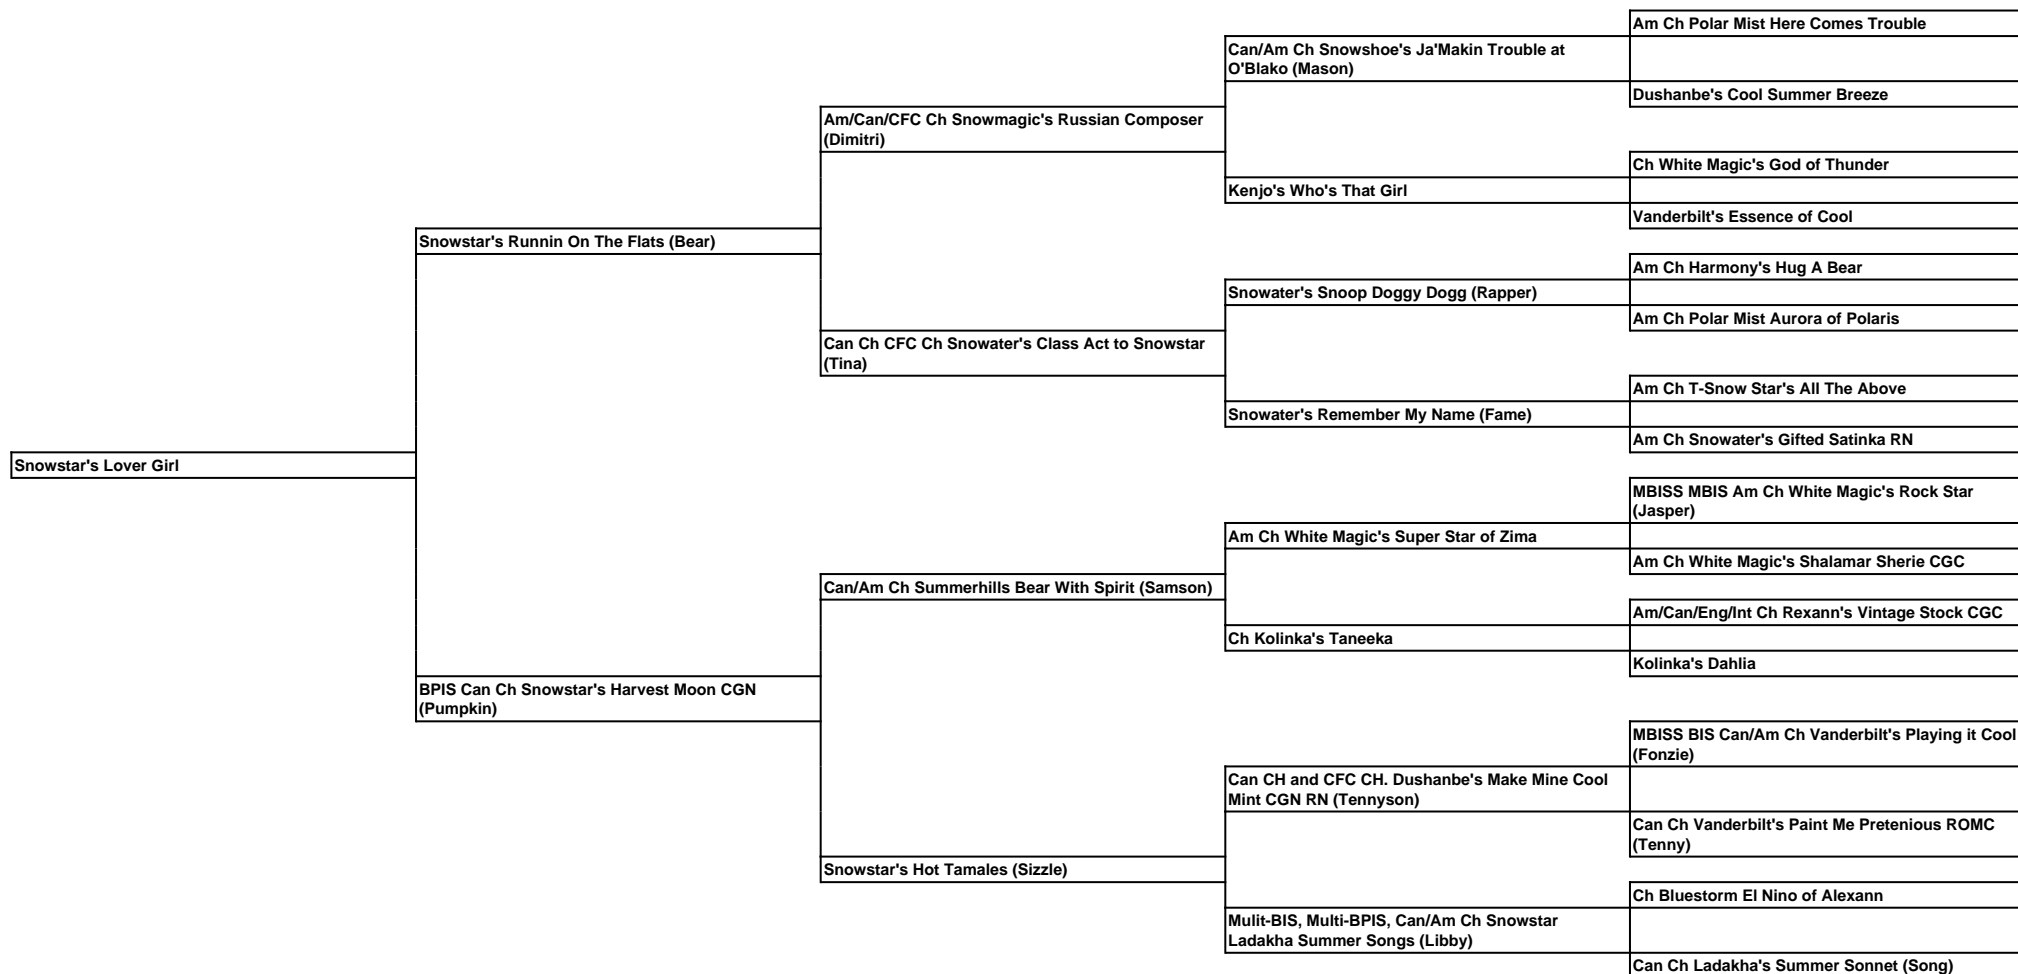 Am Ch Polar Mist Here Comes Trouble
Can/Am Ch Snowshoe's Ja'Makin Trouble at
O'Blako (Mason)
Dushanbe's Cool Summer Breeze
Am/Can/CFC Ch Snowmagic's Russian Composer
(Dimitri)
Ch White Magic's God of Thunder
Kenjo's Who's That Girl
Vanderbilt's Essence of Cool
Snowstar's Runnin On The Flats (Bear)
Am Ch Harmony's Hug A Bear
Snowater's Snoop Doggy Dogg (Rapper)
Am Ch Polar Mist Aurora of Polaris
Can Ch CFC Ch Snowater's Class Act to Snowstar
(Tina)
Am Ch T-Snow Star's All The Above
Snowater's Remember My Name (Fame)
Am Ch Snowater's Gifted Satinka RN
Snowstar's Lover Girl
MBISS MBIS Am Ch White Magic's Rock Star
(Jasper)
Am Ch White Magic's Super Star of Zima
Am Ch White Magic's Shalamar Sherie CGC
Can/Am Ch Summerhills Bear With Spirit (Samson)
Am/Can/Eng/Int Ch Rexann's Vintage Stock CGC
Ch Kolinka's Taneeka
Kolinka's Dahlia
BPIS Can Ch Snowstar's Harvest Moon CGN
(Pumpkin)
MBISS BIS Can/Am Ch Vanderbilt's Playing it Cool
(Fonzie)
Can CH and CFC CH. Dushanbe's Make Mine Cool
Mint CGN RN (Tennyson)
Can Ch Vanderbilt's Paint Me Pretenious ROMC
(Tenny)
Snowstar's Hot Tamales (Sizzle)
Ch Bluestorm El Nino of Alexann
Mulit-BIS, Multi-BPIS, Can/Am Ch Snowstar
Ladakha Summer Songs (Libby)
Can Ch Ladakha's Summer Sonnet (Song)